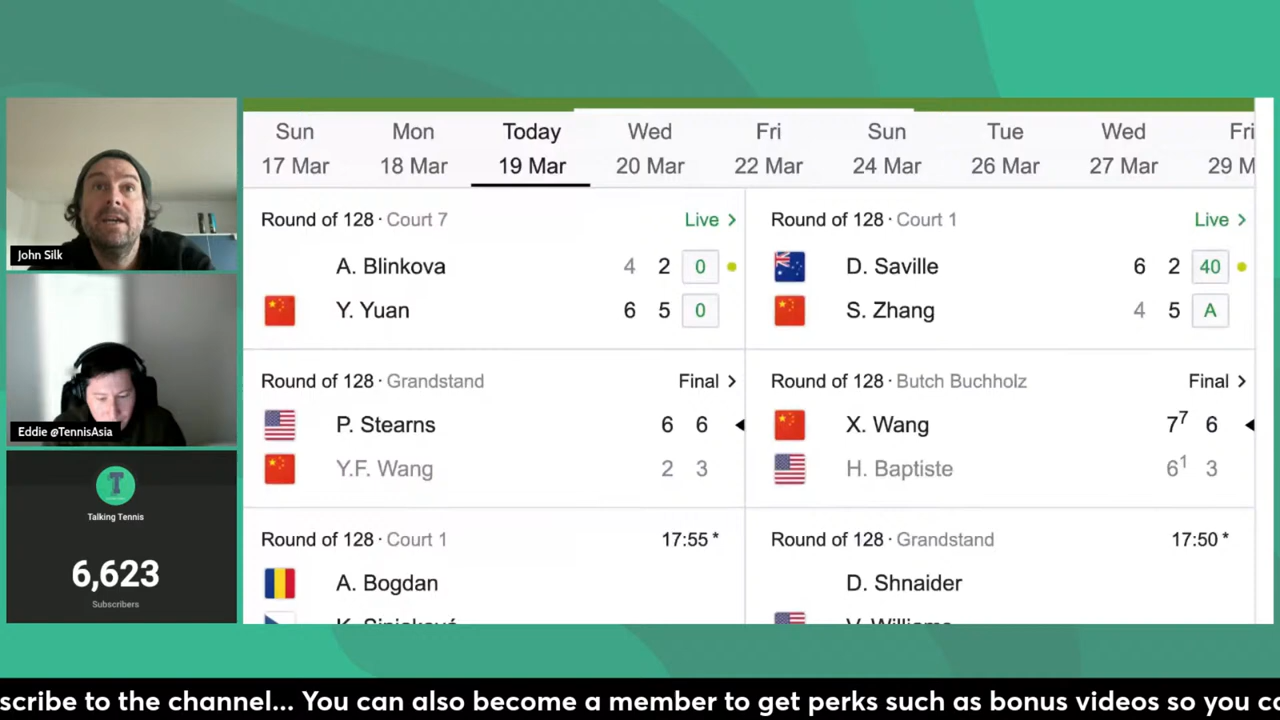 Sun Mon Today Wed Fri Sun Tue Wed Fri
17 Mar 18 Mar 19 Mar 20 Mar 22 Mar 24 Mar 26 Mar 27 Mar 29 M
Round of 128 · Court 7 Live >
A. Blinkova 4 2 0
Y. Yuan 6 5 0
Round of 128 · Court 1 Live >
D. Saville 6 2 40
S. Zhang 4 5 A
Round of 128 · Grandstand Final >
P. Stearns 6 6
Y.F. Wang 2 3
Round of 128 · Butch Buchholz Final >
X. Wang 7⁷ 6
H. Baptiste 6¹ 3
Round of 128 · Court 1 17:55 *
A. Bogdan
Round of 128 · Grandstand 17:50 *
D. Shnaider
V. Williams
John Silk
Eddie @TennisAsia
T
Talking Tennis
6,623
Subscribers
scribe to the channel... You can also become a member to get perks such as bonus videos so you c